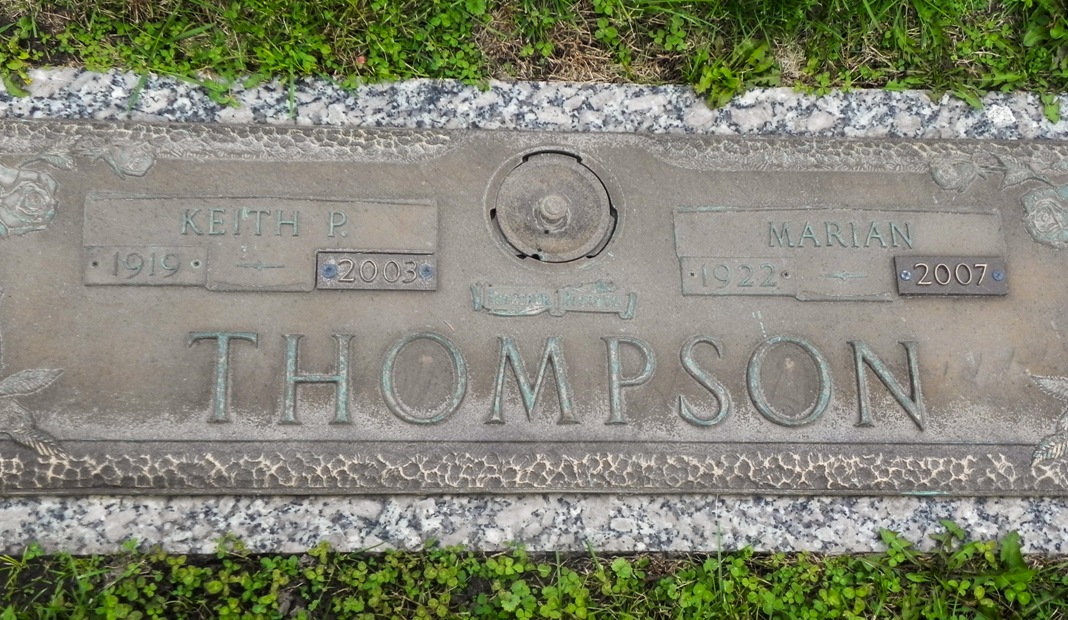 KEITH P.
1919 – 2003
MARIAN
1922 – 2007
THOMPSON